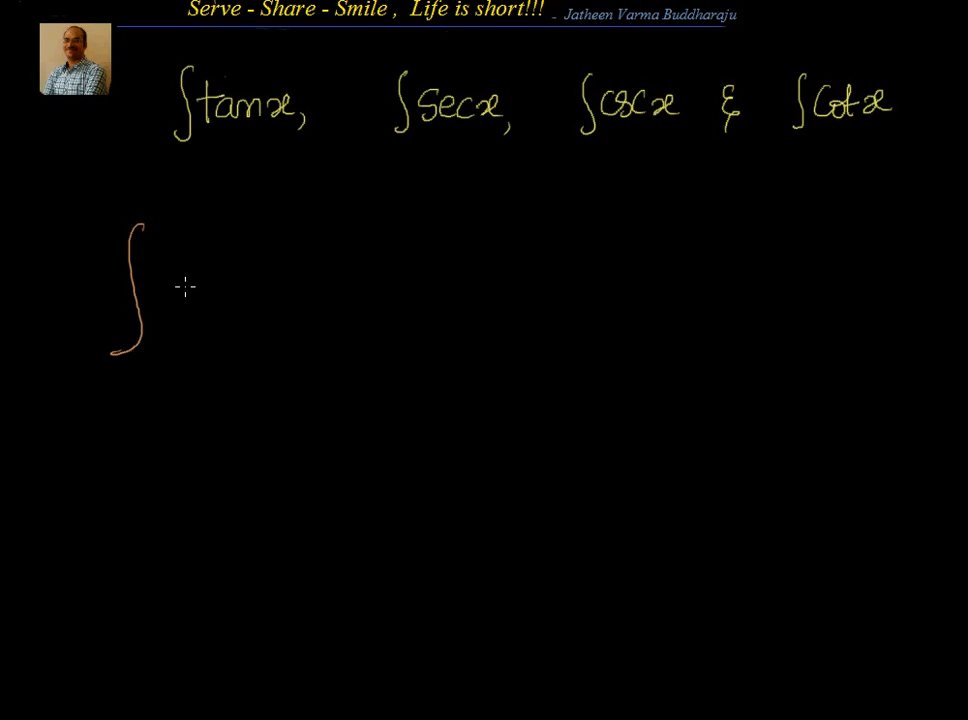 Serve - Share - Smile , Life is short!!! - Jatheen Varma Buddharaju
∫tanx, ∫secx, ∫cscx & ∫cotx
∫